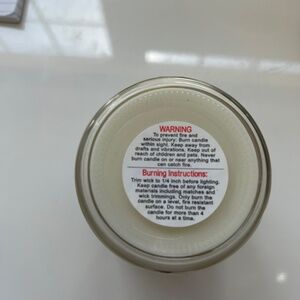 WARNING
To prevent fire and
serious injury: Burn candle
within sight. Keep away from
drafts and vibrations. Keep out of
reach of children and pets. Never
burn candle on or near anything that
can catch fire.
Burning Instructions:
Trim wick to 1/4 inch before lighting.
Keep candle free of any foreign
materials including matches and
wick trimmings. Only burn the
candle on a level, fire resistant
surface. Do not burn the
candle for more than 4
hours at a time.